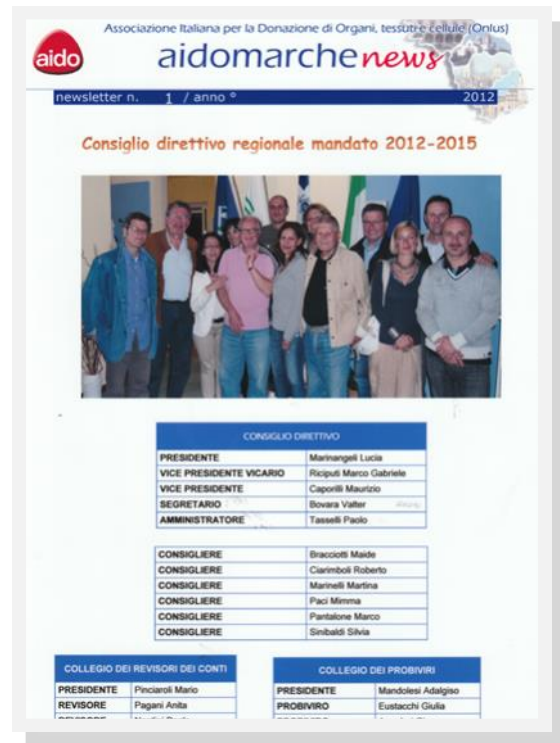 Associazione Italiana per la Donazione di Organi, tessuti e cellule (Onlus)
aido
aidomarche news
newsletter n. 1 / anno ° 2012
Consiglio direttivo regionale mandato 2012-2015
CONSIGLIO DIRETTIVO
PRESIDENTE Marinangeli Lucia
VICE PRESIDENTE VICARIO Riciputi Marco Gabriele
VICE PRESIDENTE Caporilli Maurizio
SEGRETARIO Bovara Valter
AMMINISTRATORE Tasselli Paolo
CONSIGLIERE Bracciotti Maide
CONSIGLIERE Ciarimboli Roberto
CONSIGLIERE Marinelli Martina
CONSIGLIERE Paci Mimma
CONSIGLIERE Pantalone Marco
CONSIGLIERE Sinibaldi Silvia
COLLEGIO DEI REVISORI DEI CONTI
PRESIDENTE Pinciaroli Mario
REVISORE Pagani Anita
COLLEGIO DEI PROBIVIRI
PRESIDENTE Mandolesi Adalgiso
PROBIVIRO Eustacchi Giulia